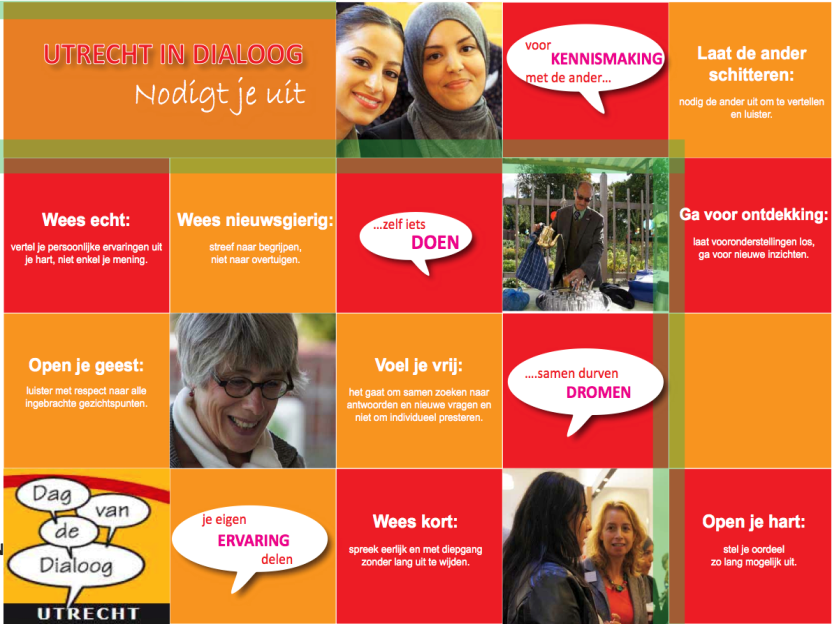 UTRECHT IN DIALOOG
Nodigt je uit
voor
KENNISMAKING
met de ander...
Laat de ander
schitteren:
nodig de ander uit om te vertellen
en luister.
Wees echt:
vertel je persoonlijke ervaringen uit
je hart, niet enkel je mening.
Wees nieuwsgierig:
streef naar begrijpen,
niet naar overtuigen.
...zelf iets
DOEN
Ga voor ontdekking:
laat vooronderstellingen los,
ga voor nieuwe inzichten.
Open je geest:
luister met respect naar alle
ingebrachte gezichtspunten.
Voel je vrij:
het gaat om samen zoeken naar
antwoorden en nieuwe vragen en
niet om individueel presteren.
....samen durven
DROMEN
Dag
van
de
Dialoog
UTRECHT
je eigen
ERVARING
delen
Wees kort:
spreek eerlijk en met diepgang
zonder lang uit te wijden.
Open je hart:
stel je oordeel
zo lang mogelijk uit.